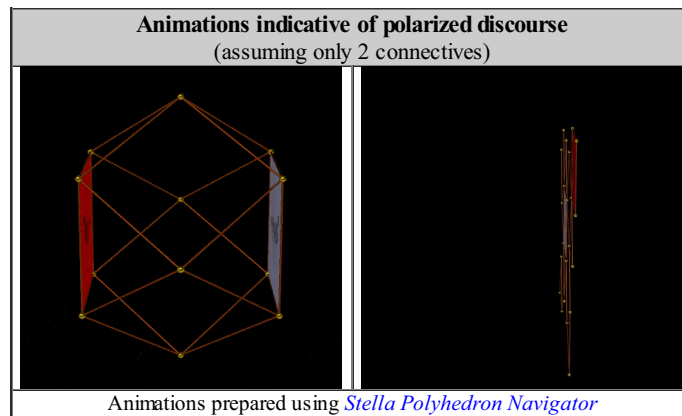 Animations indicative of polarized discourse
(assuming only 2 connectives)
Animations prepared using Stella Polyhedron Navigator